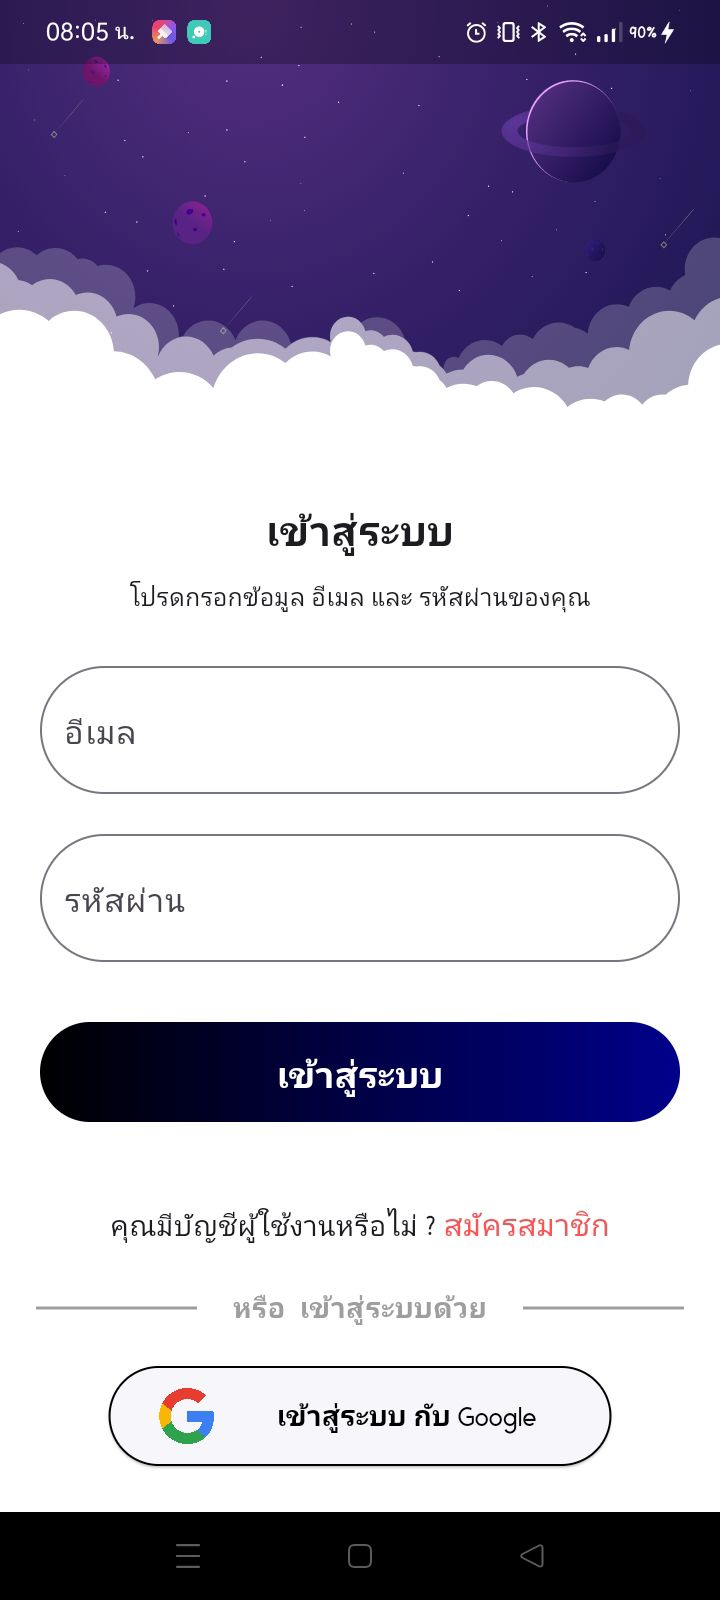 08:05 น.
90%
เข้าสู่ระบบ
โปรดกรอกข้อมูล อีเมล และ รหัสผ่านของคุณ
อีเมล
รหัสผ่าน
เข้าสู่ระบบ
คุณมีบัญชีผู้ใช้งานหรือไม่ ? สมัครสมาชิก
หรือ เข้าสู่ระบบด้วย
เข้าสู่ระบบ กับ Google